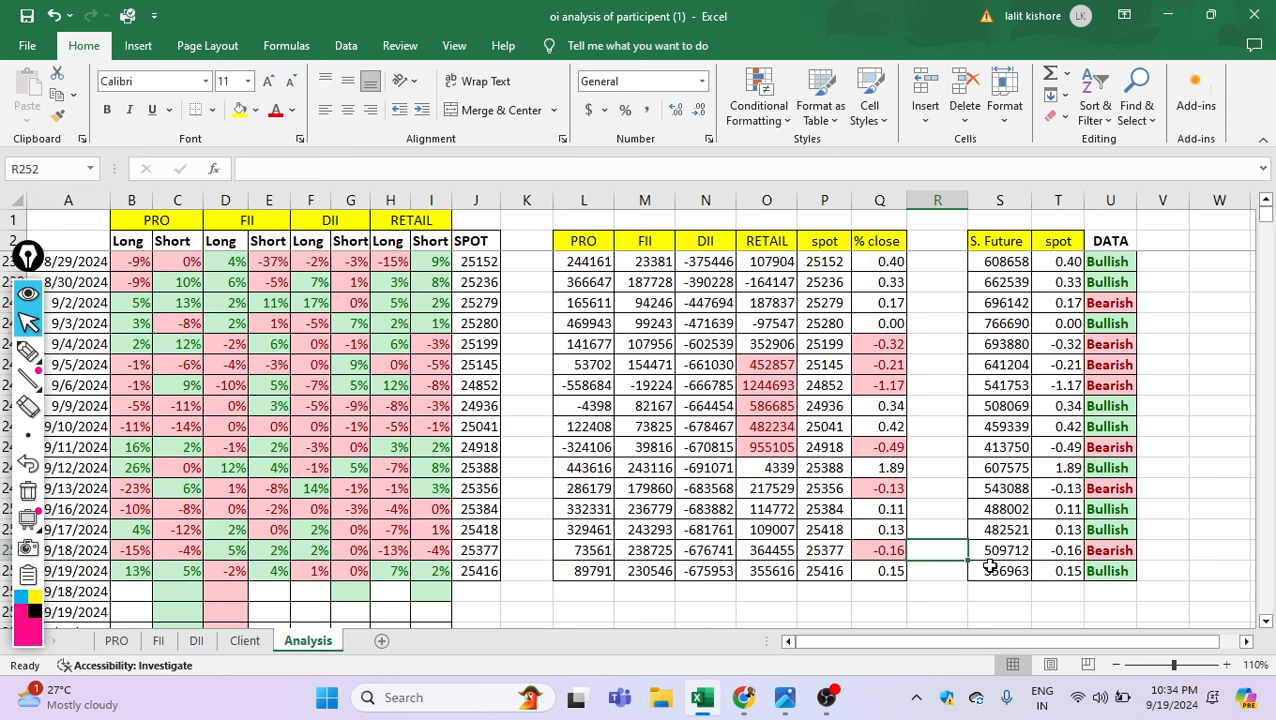 oi analysis of participent (1) - Excel
lalit kishore LK
File Home Insert Page Layout Formulas Data Review View Help Tell me what you want to do
Paste Calibri 11 Wrap Text General Conditional Formatting Format as Table Cell Styles Insert Delete Format Sort & Filter Find & Select Add-ins
B I U Merge & Center $ % ,
Clipboard Font Alignment Number Styles Cells Editing Add-ins
R252 fx
A B C D E F G H I J K L M N O P Q R S T U V W
1 PRO FII DII RETAIL
2 Long Short Long Short Long Short Long Short SPOT PRO FII DII RETAIL spot % close S. Future spot DATA
8/29/2024 -9% 0% 4% -37% -2% -3% -15% 9% 25152 244161 23381 -375446 107904 25152 0.40 608658 0.40 Bullish
8/30/2024 -9% 10% 6% -5% 7% 1% 3% 8% 25236 366647 187728 -390228 -164147 25236 0.33 662539 0.33 Bullish
9/2/2024 5% 13% 2% 11% 17% 0% 5% 2% 25279 165611 94246 -447694 187837 25279 0.17 696142 0.17 Bearish
9/3/2024 3% -8% 2% 1% -5% 7% 2% 1% 25280 469943 99243 -471639 -97547 25280 0.00 766690 0.00 Bullish
9/4/2024 2% 12% -2% 6% 0% -1% 6% -3% 25199 141677 107956 -602539 352906 25199 -0.32 693880 -0.32 Bearish
9/5/2024 -1% -6% -4% -3% 0% 9% 0% -5% 25145 53702 154471 -661030 452857 25145 -0.21 641204 -0.21 Bearish
9/6/2024 -1% 9% -10% 5% -7% 5% 12% -8% 24852 -558684 -19224 -666785 1244693 24852 -1.17 541753 -1.17 Bearish
9/9/2024 -5% -11% 0% 3% -5% -9% -8% -3% 24936 -4398 82167 -664454 586685 24936 0.34 508069 0.34 Bullish
9/10/2024 -11% -14% 0% 0% 0% -1% -5% -1% 25041 122408 73825 -678467 482234 25041 0.42 459339 0.42 Bullish
9/11/2024 16% 2% -1% 2% -3% 0% 3% 2% 24918 -324106 39816 -670815 955105 24918 -0.49 413750 -0.49 Bearish
9/12/2024 26% 0% 12% 4% -1% 5% -7% 8% 25388 443616 243116 -691071 4339 25388 1.89 607575 1.89 Bullish
9/13/2024 -23% 6% 1% -8% 14% -1% -1% 3% 25356 286179 179860 -683568 217529 25356 -0.13 543088 -0.13 Bearish
9/16/2024 -10% -8% 0% -2% 0% -3% -4% 0% 25384 332331 236779 -683882 114772 25384 0.11 488002 0.11 Bullish
9/17/2024 4% -12% 2% 0% 2% 0% -7% 1% 25418 329461 243293 -681761 109007 25418 0.13 482521 0.13 Bullish
9/18/2024 -15% -4% 5% 2% 2% 0% -13% -4% 25377 73561 238725 -676741 364455 25377 -0.16 509712 -0.16 Bearish
9/19/2024 13% 5% -2% 4% 1% 0% 7% 2% 25416 89791 230546 -675953 355616 25416 0.15 556963 0.15 Bullish
9/18/2024
9/19/2024
PRO FII DII Client Analysis
Ready Accessibility: Investigate 110%
27°C
Mostly cloudy
Search
ENG
IN
10:34 PM
9/19/2024